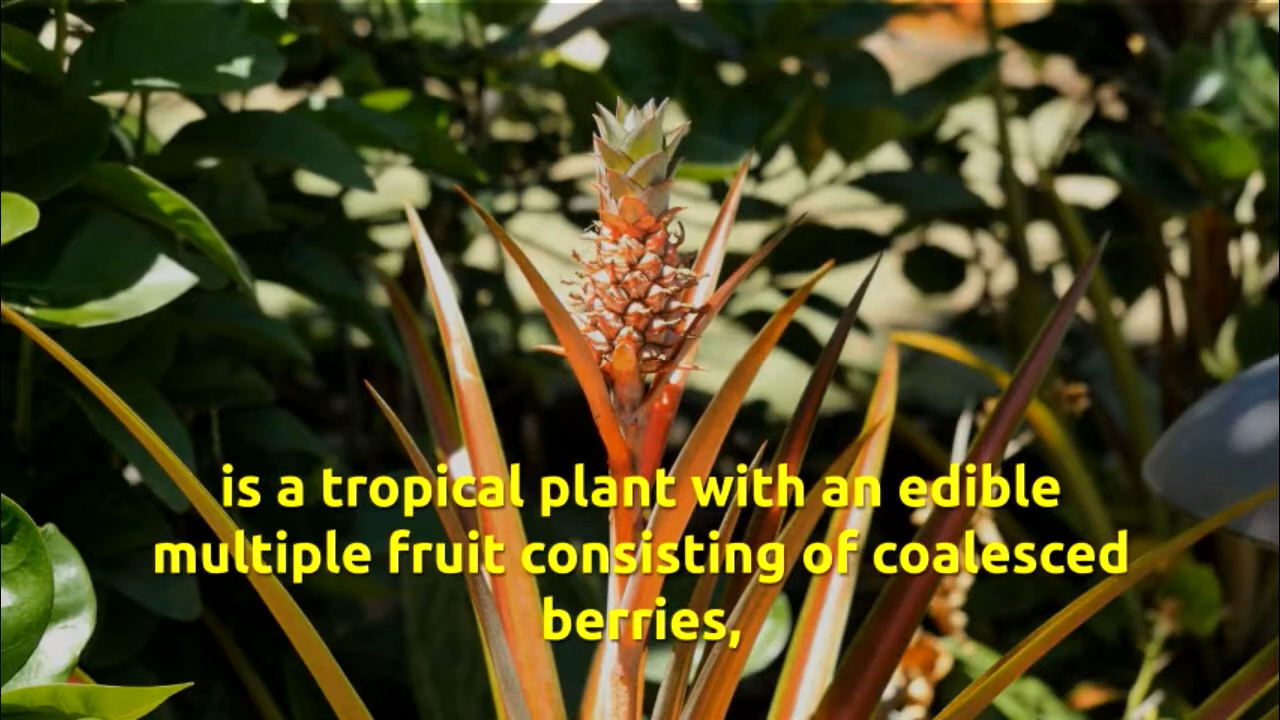 is a tropical plant with an edible
multiple fruit consisting of coalesced
berries,